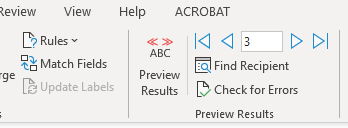 Review View Help ACROBAT
Rules
Match Fields
Update Labels
ABC
Preview
Results
3
Find Recipient
Check for Errors
Preview Results